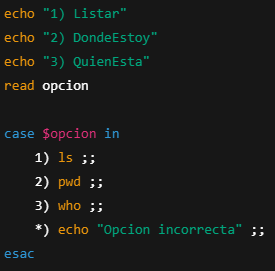 echo "1) Listar"
echo "2) DondeEstoy"
echo "3) QuienEsta"
read opcion

case $opcion in
    1) ls ;;
    2) pwd ;;
    3) who ;;
    *) echo "Opcion incorrecta" ;;
esac